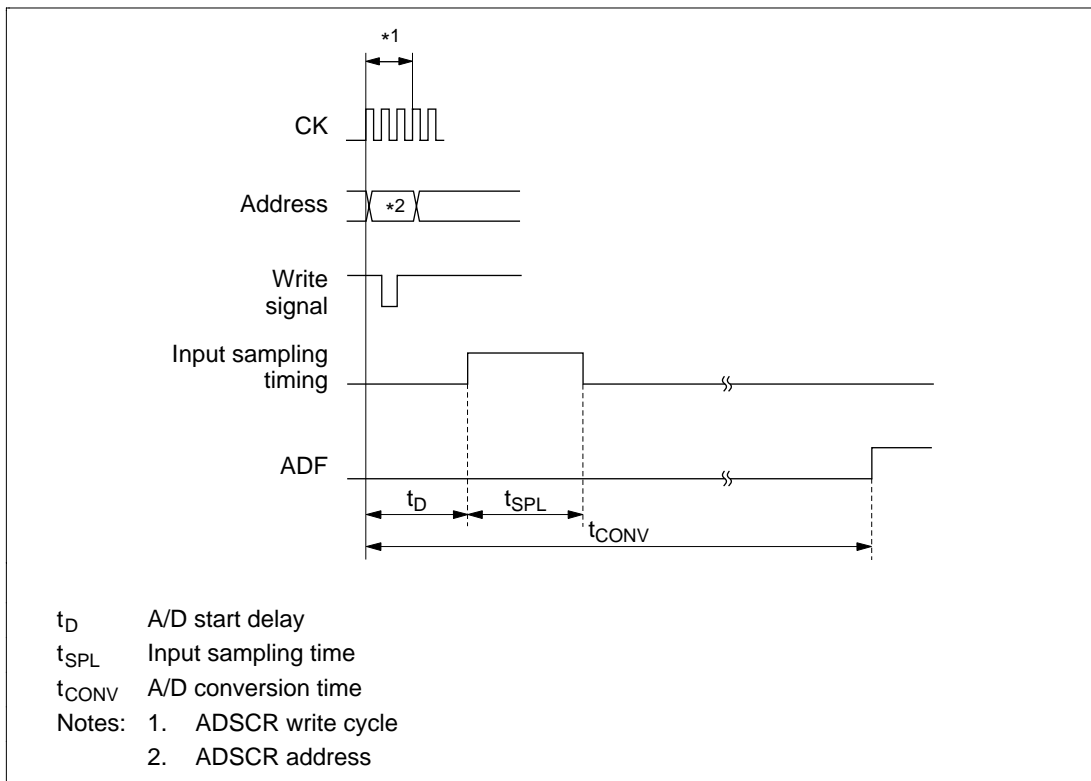 *1
CK
Address
*2
Write
signal
Input sampling
timing
ADF
tD
tSPL
tCONV
tD A/D start delay
tSPL Input sampling time
tCONV A/D conversion time
Notes: 1. ADSCR write cycle
2. ADSCR address